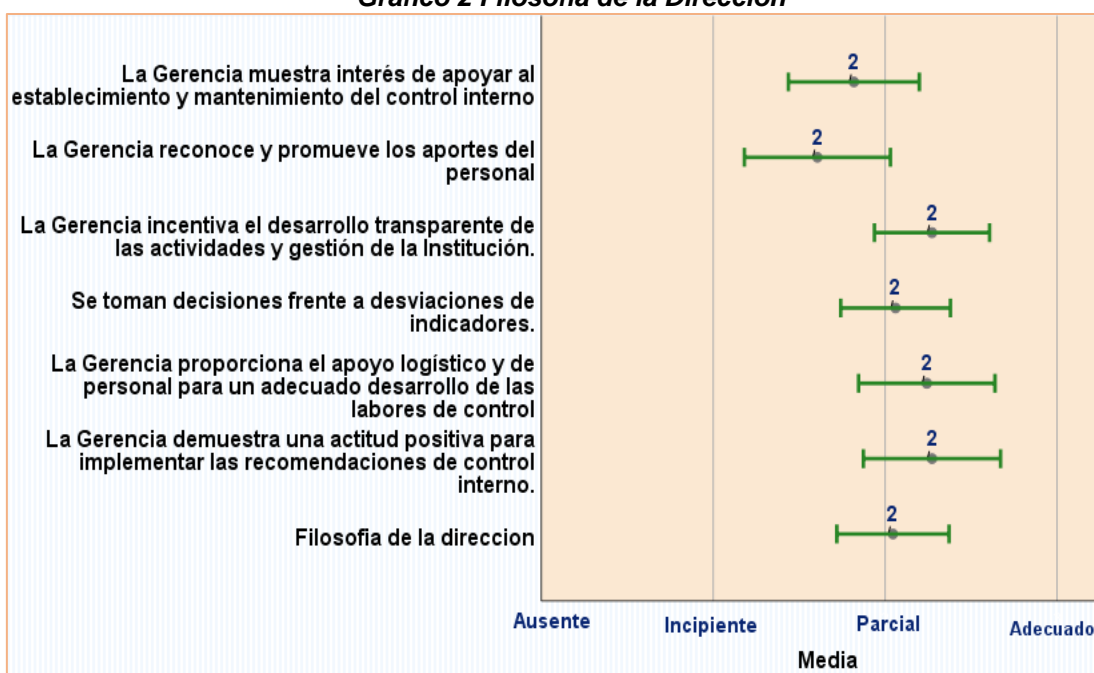 Gráfico 2 Filosofía de la Dirección
La Gerencia muestra interés de apoyar al
establecimiento y mantenimiento del control interno
2
La Gerencia reconoce y promueve los aportes del
personal
2
La Gerencia incentiva el desarrollo transparente de
las actividades y gestión de la Institución.
2
Se toman decisiones frente a desviaciones de
indicadores.
2
La Gerencia proporciona el apoyo logístico y de
personal para un adecuado desarrollo de las
labores de control
2
La Gerencia demuestra una actitud positiva para
implementar las recomendaciones de control
interno.
2
Filosofia de la direccion
2
Ausente
Incipiente
Parcial
Adecuado
Media